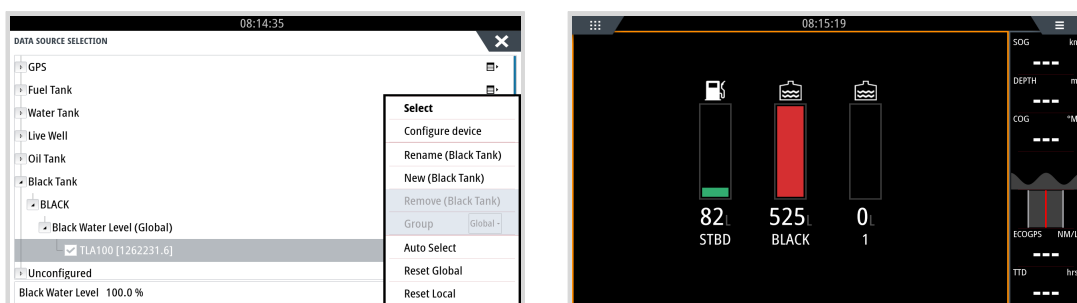 08:14:35
DATA SOURCE SELECTION
GPS
Fuel Tank
Water Tank
Live Well
Oil Tank
Black Tank
BLACK
Black Water Level (Global)
TLA100 [1262231.6]
Unconfigured
Black Water Level 100.0 %
Select
Configure device
Rename (Black Tank)
New (Black Tank)
Remove (Black Tank)
Group Global -
Auto Select
Reset Global
Reset Local
08:15:19
82L
STBD
525L
BLACK
0L
1
SOG kn
---
DEPTH m
---
COG °M
---
ECOGPS NM/L
---
TTD hrs
---